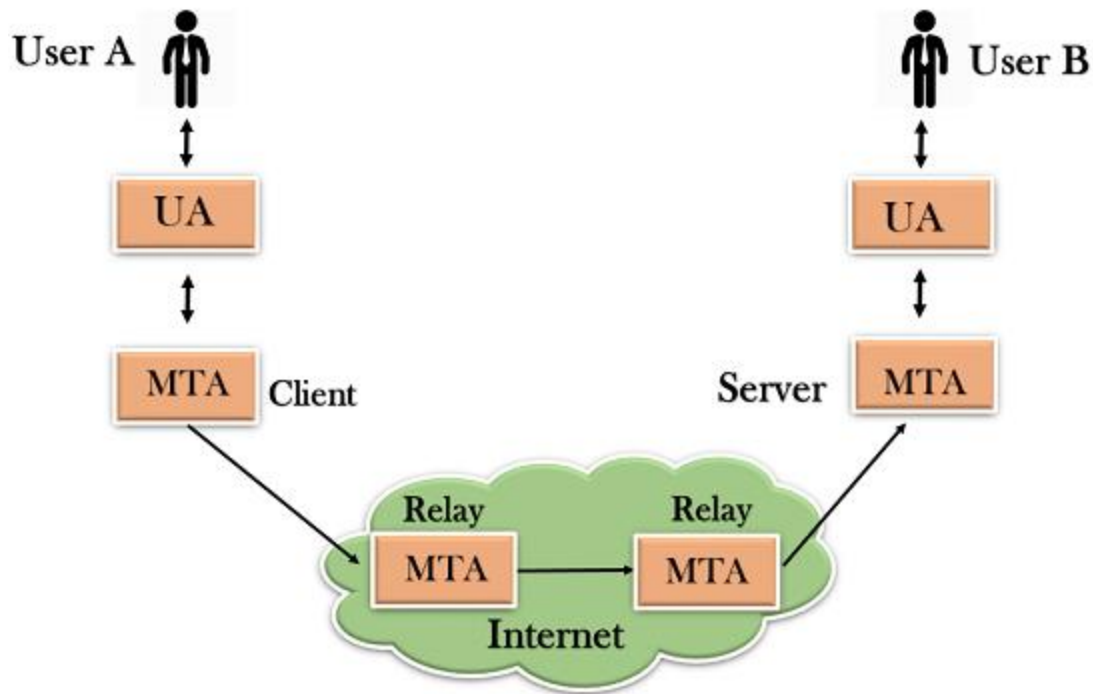 User A
User B
UA
UA
MTA
Client
Server
MTA
Relay
Relay
MTA
MTA
Internet